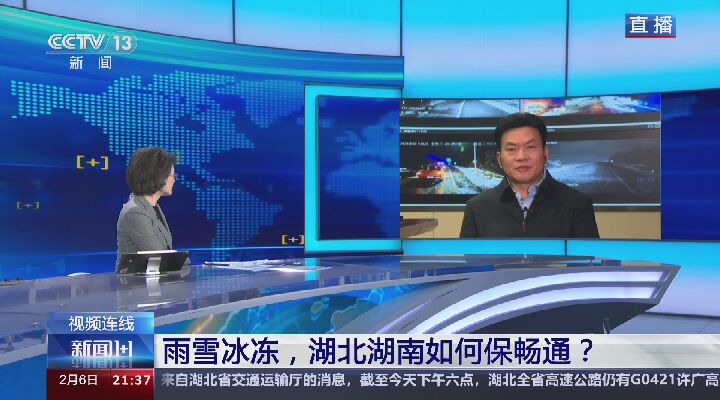 CCTV 13
新闻
直播
[+]
[+]
[+]
视频连线
新闻1+1
雨雪冰冻，湖北湖南如何保畅通？
2月6日 21:37
来自湖北省交通运输厅的消息，截至今天下午六点，湖北全省高速公路仍有G0421许广高